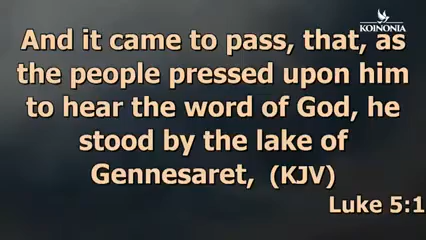 KOINONIA
And it came to pass, that, as
the people pressed upon him
to hear the word of God, he
stood by the lake of
Gennesaret, (KJV)
Luke 5:1